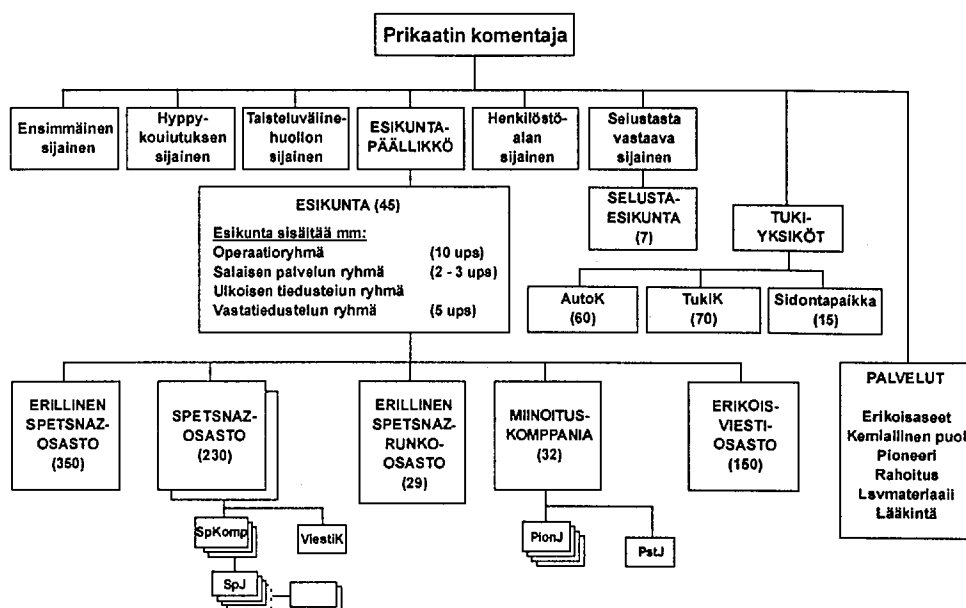 Prikaatin komentaja
Ensimmäinen
sijainen
Hyppy-
kouiutuksen
sijainen
Taisteluväline-
huollon
sijainen
ESIKUNTA-
PÄÄLLIKKÖ
Henkilöstö-
alan
sijainen
Selustasta
vastaava
sijainen
ESIKUNTA (45)
Esikunta sisältää mm:
Operaatioryhmä (10 ups)
Salaisen palvelun ryhmä (2 - 3 ups)
Ulkoisen tiedustelun ryhmä
Vastatiedustelun ryhmä (5 ups)
SELUSTA-
ESIKUNTA
(7)
TUKI-
YKSIKÖT
AutoK
(60)
TukiK
(70)
Sidontapaikka
(15)
ERILLINEN
SPETSNAZ-
OSASTO
(350)
SPETSNAZ-
OSASTO
(230)
ERILLINEN
SPETSNAZ-
RUNKO-
OSASTO
(29)
MIINOITUS-
KOMPPANIA
(32)
ERIKOIS-
VIESTI-
OSASTO
(150)
PALVELUT
Erikoisaseet
Kemiallinen puol
Pioneeri
Rahoitus
Lsvmateriaaii
Lääkintä
SpKomp
ViestiK
SpJ
PionJ
PstJ